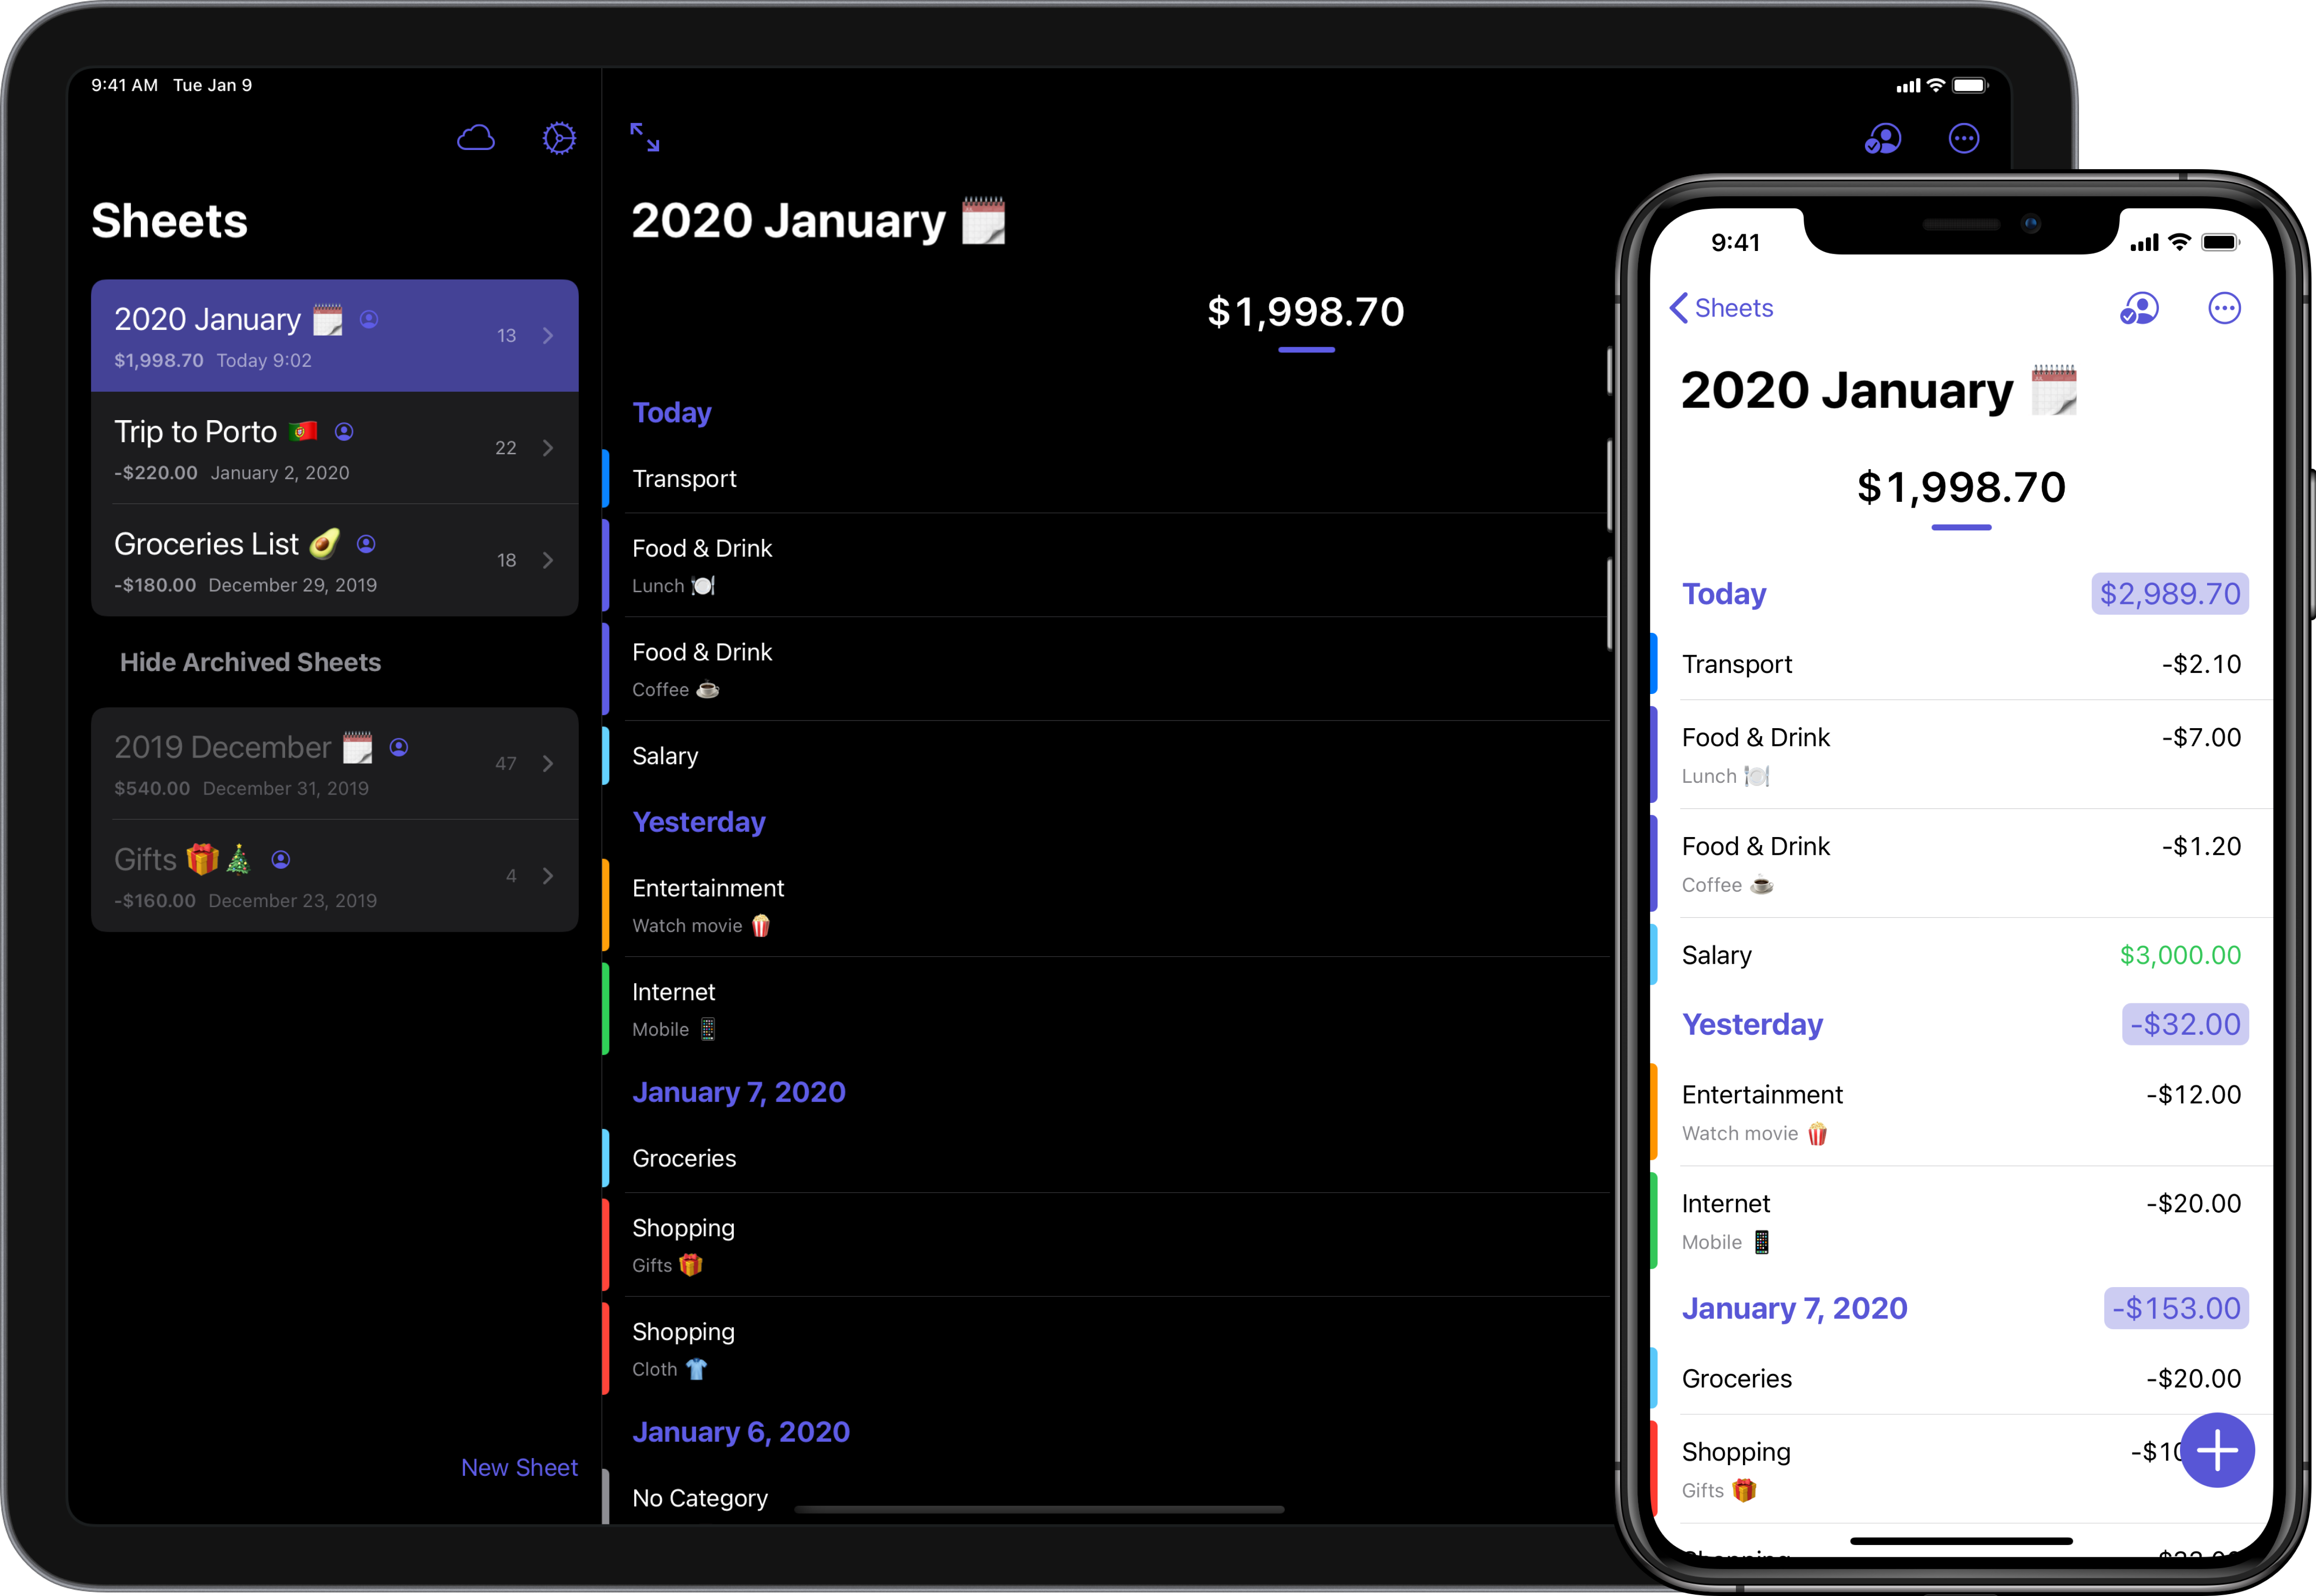 9:41 AM Tue Jan 9
Sheets
2020 January
13
$1,998.70 Today 9:02
Trip to Porto
22
-$220.00 January 2, 2020
Groceries List
18
-$180.00 December 29, 2019
Hide Archived Sheets
2019 December
47
$540.00 December 31, 2019
Gifts
4
-$160.00 December 23, 2019
New Sheet
2020 January
$1,998.70
Today
Transport
Food & Drink
Lunch
Food & Drink
Coffee
Salary
Yesterday
Entertainment
Watch movie
Internet
Mobile
January 7, 2020
Groceries
Shopping
Gifts
Shopping
Cloth
January 6, 2020
No Category
9:41
Sheets
2020 January
$1,998.70
Today $2,989.70
Transport -$2.10
Food & Drink -$7.00
Lunch
Food & Drink -$1.20
Coffee
Salary $3,000.00
Yesterday -$32.00
Entertainment -$12.00
Watch movie
Internet -$20.00
Mobile
January 7, 2020 -$153.00
Groceries -$20.00
Shopping
Gifts
Shopping